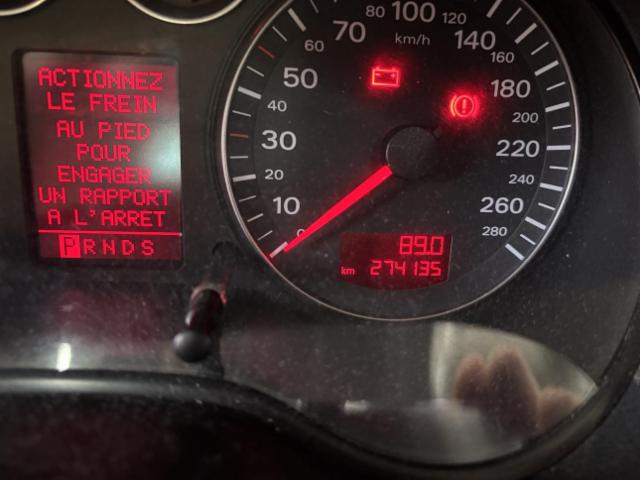 ACTIONNEZ
LE FREIN
AU PIED
POUR
ENGAGER
UN RAPPORT
A L'ARRET
PRNDS
0
10
20
30
40
50
60
70
80
100
120
km/h
140
160
180
200
220
240
260
280
89.0
km 274135